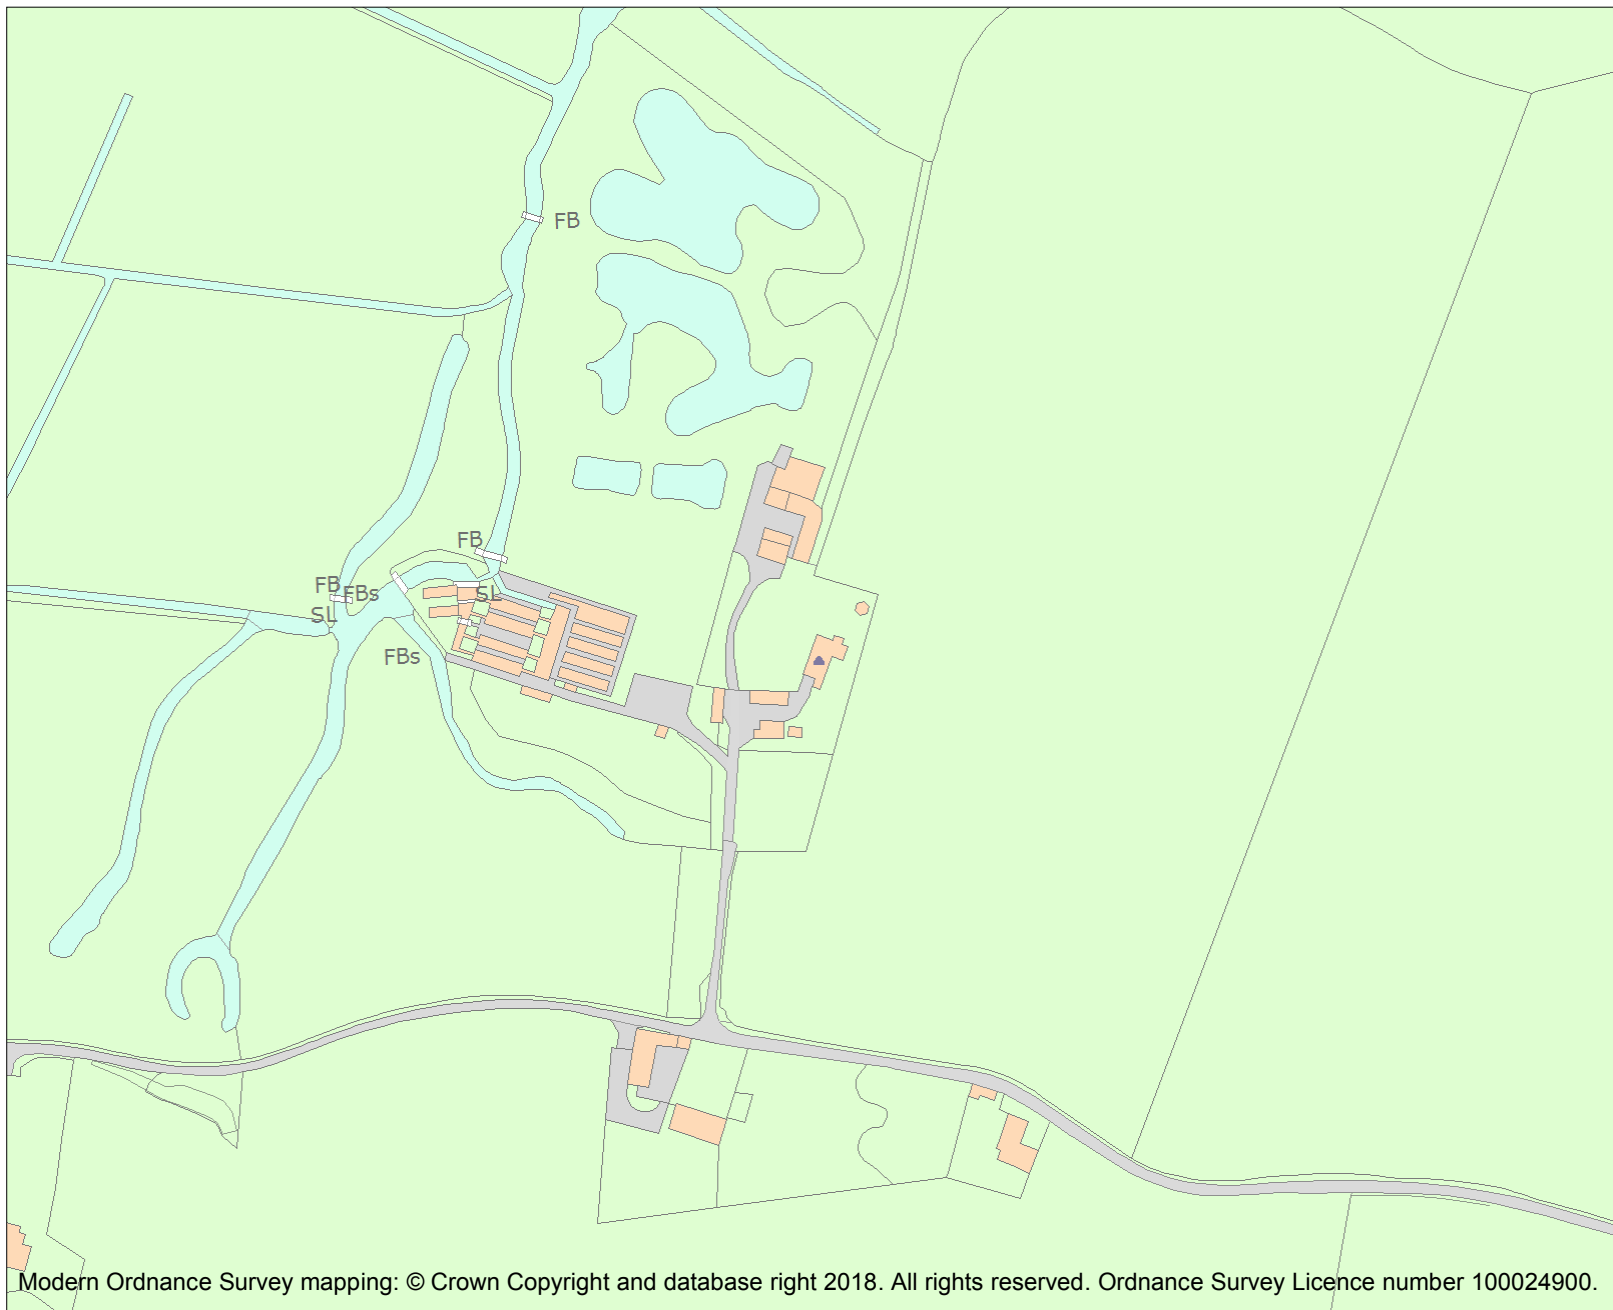 FB
FB
FB
FBs
SL
SL
FBs
Modern Ordnance Survey mapping: © Crown Copyright and database right 2018. All rights reserved. Ordnance Survey Licence number 100024900.